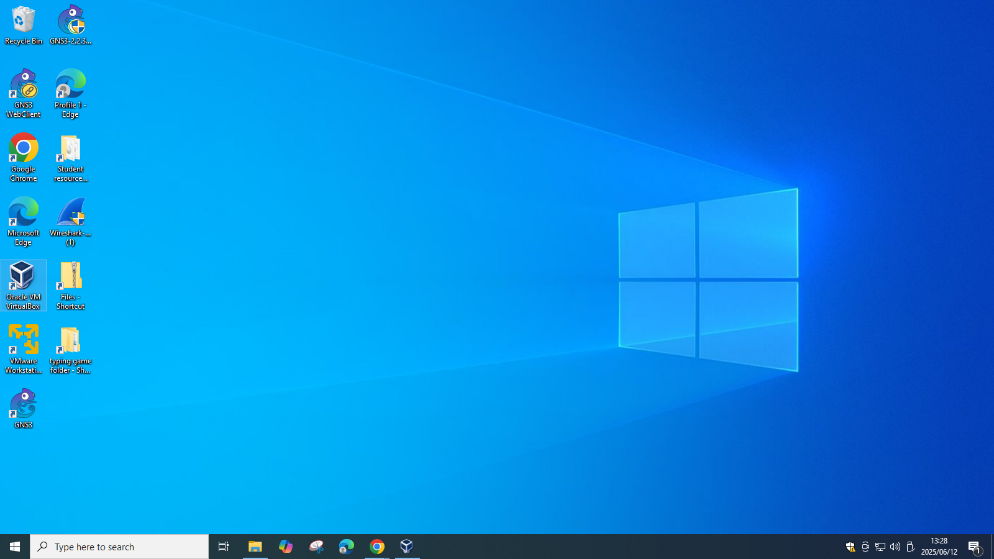 Recycle Bin
GNS3-2.2.3...
GNS3
WebClient
Profile 1 -
Edge
Google
Chrome
Student
resource...
Microsoft
Edge
Wireshark-...
(1)
Oracle VM
VirtualBox
Files -
Shortcut
VMware
Workstati...
typing game
folder - Sh...
GNS3
Type here to search
13:28
2025/06/12
1